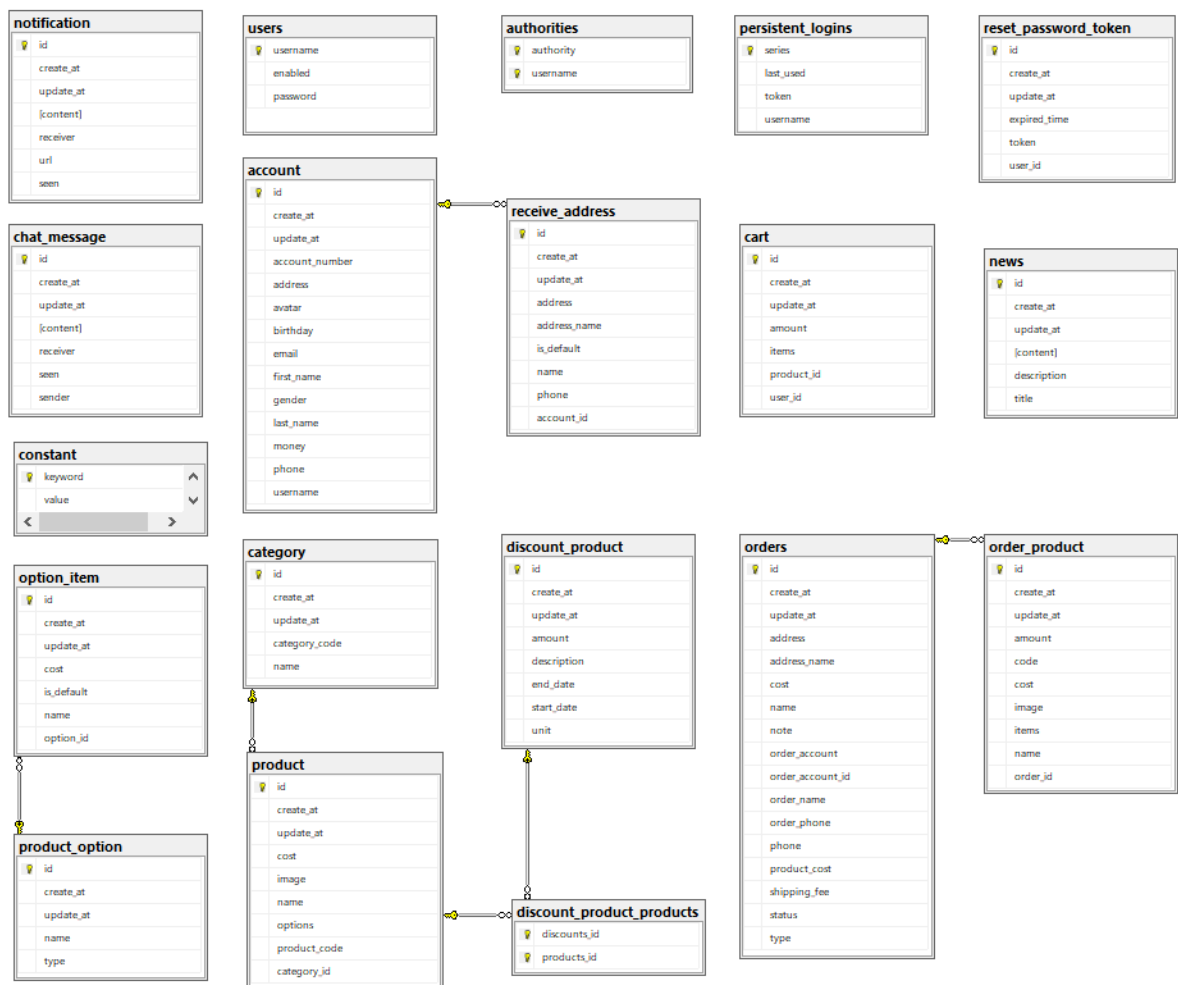 notification
id
create_at
update_at
[content]
receiver
url
seen
users
username
enabled
password
authorities
authority
username
persistent_logins
series
last_used
token
username
reset_password_token
id
create_at
update_at
expired_time
token
user_id
account
id
create_at
update_at
account_number
address
avatar
birthday
email
first_name
gender
last_name
money
phone
username
receive_address
id
create_at
update_at
address
address_name
is_default
name
phone
account_id
chat_message
id
create_at
update_at
[content]
receiver
seen
sender
cart
id
create_at
update_at
amount
items
product_id
user_id
news
id
create_at
update_at
[content]
description
title
constant
keyword
value
option_item
id
create_at
update_at
cost
is_default
name
option_id
category
id
create_at
update_at
category_code
name
discount_product
id
create_at
update_at
amount
description
end_date
start_date
unit
orders
id
create_at
update_at
address
address_name
cost
name
note
order_account
order_account_id
order_name
order_phone
phone
product_cost
shipping_fee
status
type
order_product
id
create_at
update_at
amount
code
cost
image
items
name
order_id
product_option
id
create_at
update_at
name
type
product
id
create_at
update_at
cost
image
name
options
product_code
category_id
discount_product_products
discounts_id
products_id